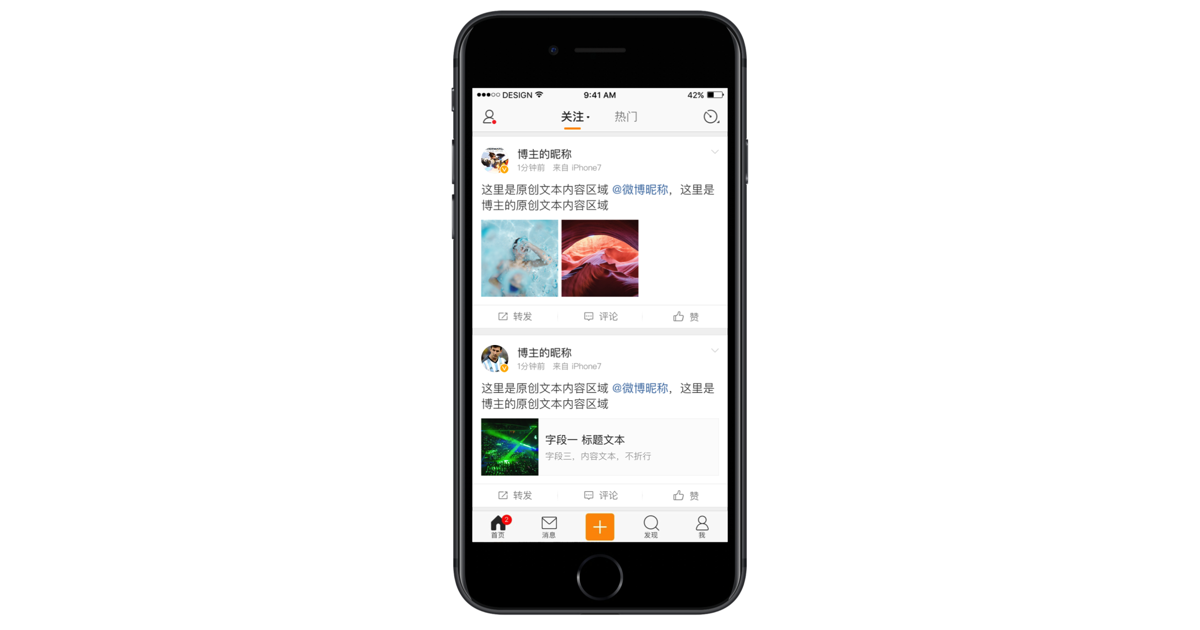 DESIGN 9:41 AM 42%
关注 热门
博主的昵称
1分钟前 来自 iPhone7
这里是原创文本内容区域 @微博昵称，这里是
博主的原创文本内容区域
转发 评论 赞
博主的昵称
1分钟前 来自 iPhone7
这里是原创文本内容区域 @微博昵称，这里是
博主的原创文本内容区域
字段一 标题文本
字段三，内容文本，不折行
转发 评论 赞
2
首页 消息 发现 我